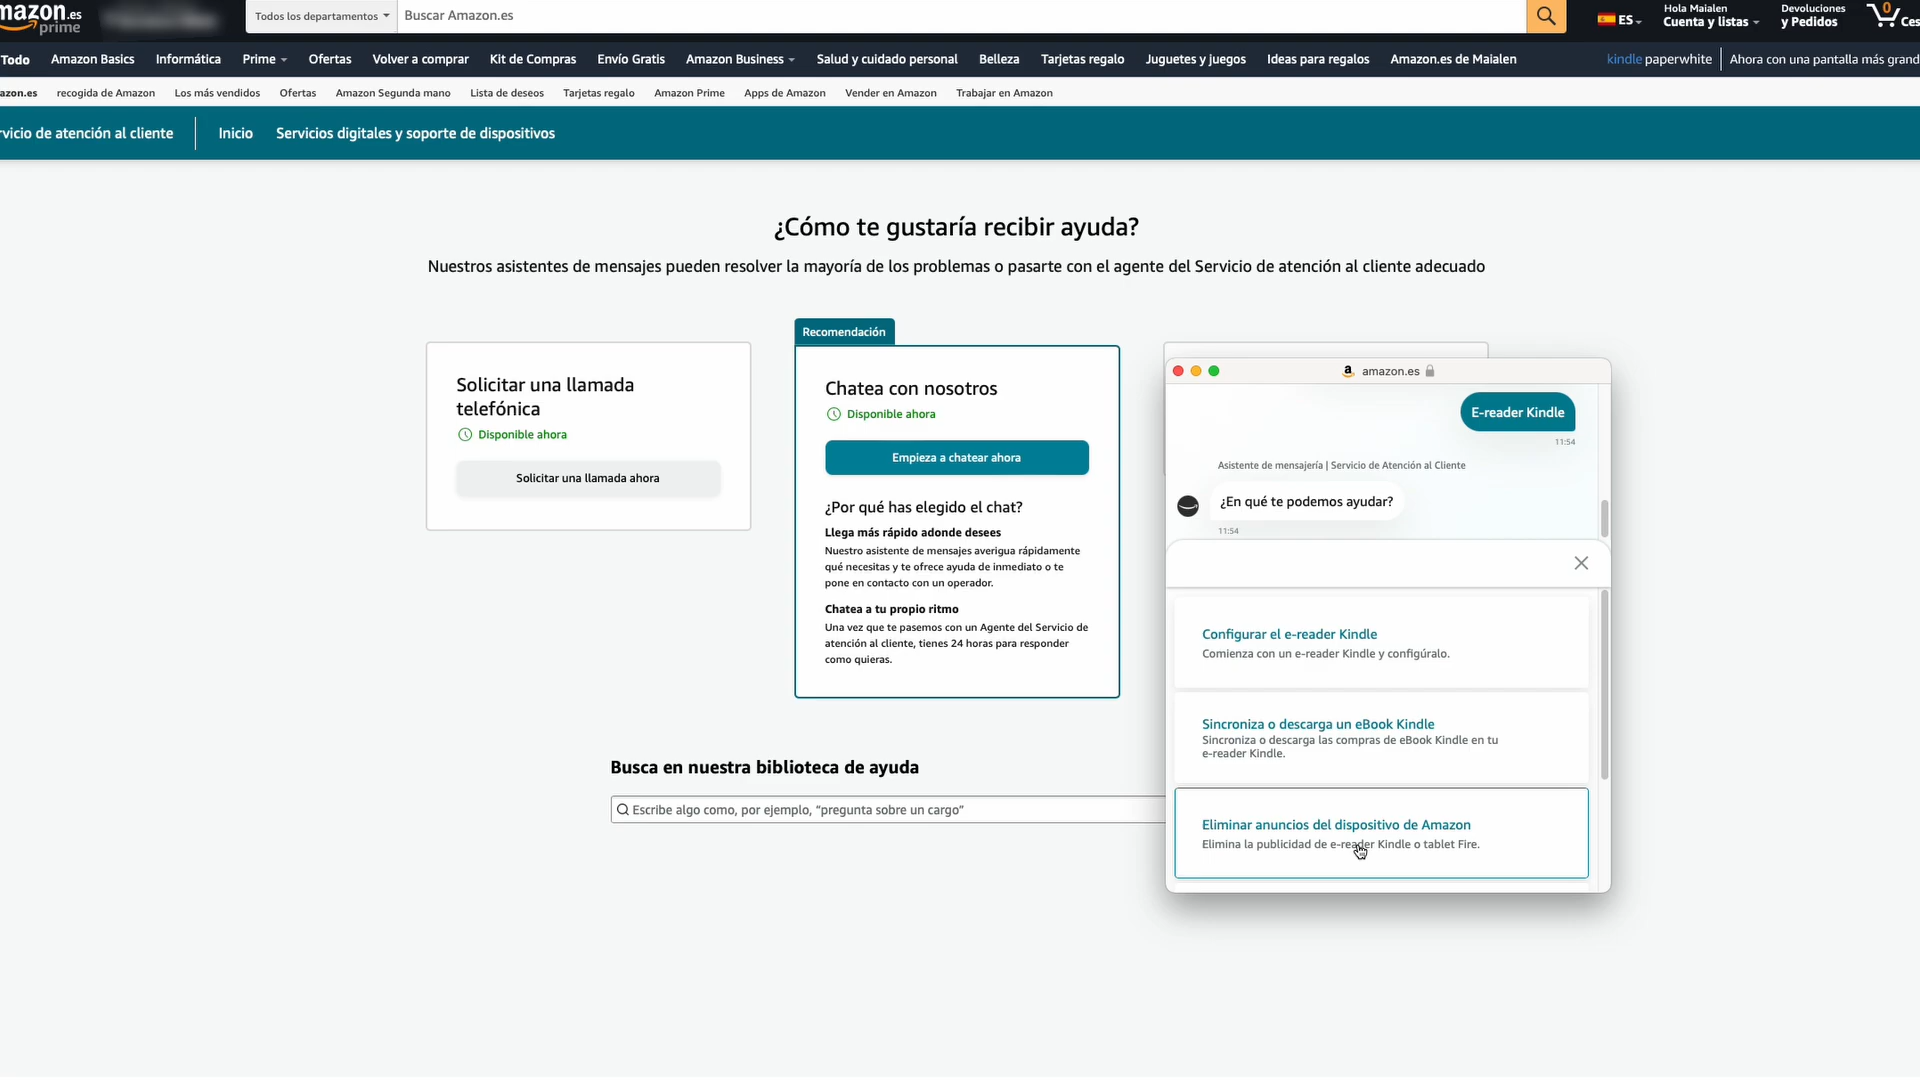 mazon.es
prime
Todos los departamentos
Buscar Amazon.es
ES
Hola Maialen
Cuenta y listas
Devoluciones
y Pedidos
0
Todo
Amazon Basics
Informática
Prime
Ofertas
Volver a comprar
Kit de Compras
Envío Gratis
Amazon Business
Salud y cuidado personal
Belleza
Tarjetas regalo
Juguetes y juegos
Ideas para regalos
Amazon.es de Maialen
kindle paperwhite
Ahora con una pantalla más grand
azon.es
recogida de Amazon
Los más vendidos
Ofertas
Amazon Segunda mano
Lista de deseos
Tarjetas regalo
Amazon Prime
Apps de Amazon
Vender en Amazon
Trabajar en Amazon
rvicio de atención al cliente
Inicio
Servicios digitales y soporte de dispositivos
¿Cómo te gustaría recibir ayuda?
Nuestros asistentes de mensajes pueden resolver la mayoría de los problemas o pasarte con el agente del Servicio de atención al cliente adecuado
Solicitar una llamada
telefónica
Disponible ahora
Solicitar una llamada ahora
Recomendación
Chatea con nosotros
Disponible ahora
Empieza a chatear ahora
¿Por qué has elegido el chat?
Llega más rápido adonde desees
Nuestro asistente de mensajes averigua rápidamente
qué necesitas y te ofrece ayuda de inmediato o te
pone en contacto con un operador.
Chatea a tu propio ritmo
Una vez que te pasemos con un Agente del Servicio de
atención al cliente, tienes 24 horas para responder
como quieras.
Busca en nuestra biblioteca de ayuda
Escribe algo como, por ejemplo, “pregunta sobre un cargo”
amazon.es
E-reader Kindle
11:54
Asistente de mensajería | Servicio de Atención al Cliente
¿En qué te podemos ayudar?
11:54
Configurar el e-reader Kindle
Comienza con un e-reader Kindle y configúralo.
Sincroniza o descarga un eBook Kindle
Sincroniza o descarga las compras de eBook Kindle en tu
e-reader Kindle.
Eliminar anuncios del dispositivo de Amazon
Elimina la publicidad de e-reader Kindle o tablet Fire.